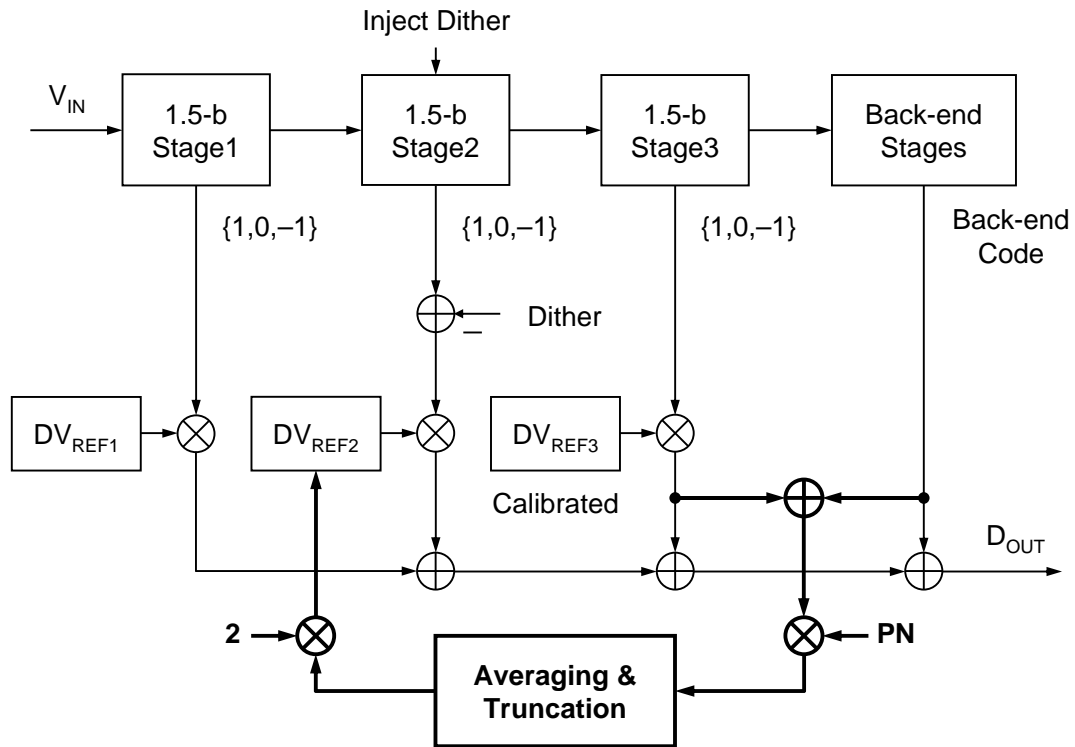 Inject Dither
V_IN
1.5-b
Stage1
1.5-b
Stage2
1.5-b
Stage3
Back-end
Stages
{1,0,–1}
{1,0,–1}
{1,0,–1}
Back-end
Code
– Dither
DV_REF1
DV_REF2
DV_REF3
Calibrated
D_OUT
2
PN
Averaging &
Truncation